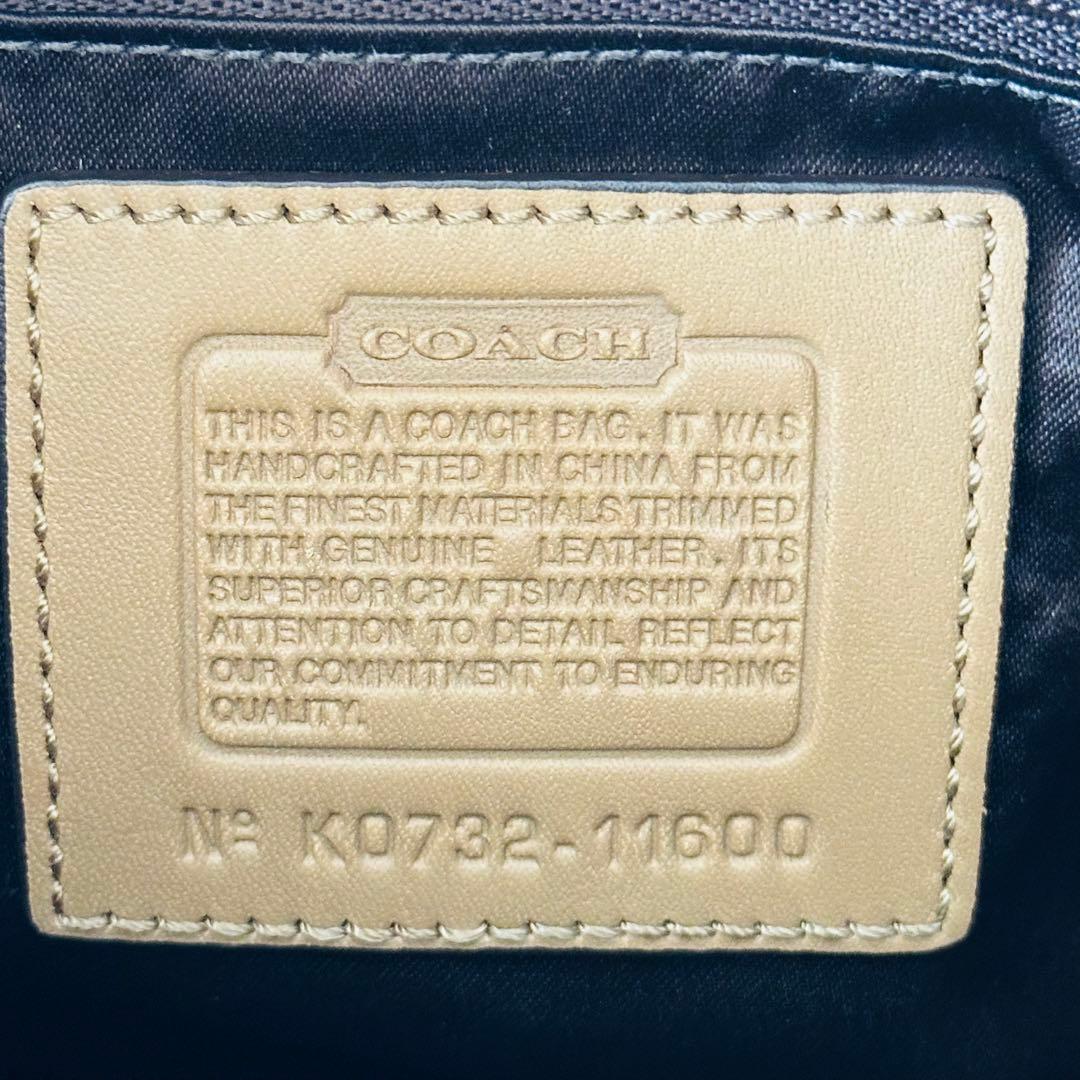 COACH
THIS IS A COACH BAG. IT WAS
HANDCRAFTED IN CHINA FROM
THE FINEST MATERIALS TRIMMED
WITH GENUINE LEATHER. ITS
SUPERIOR CRAFTSMANSHIP AND
ATTENTION TO DETAIL REFLECT
OUR COMMITMENT TO ENDURING
QUALITY.
Nº K0732-11600